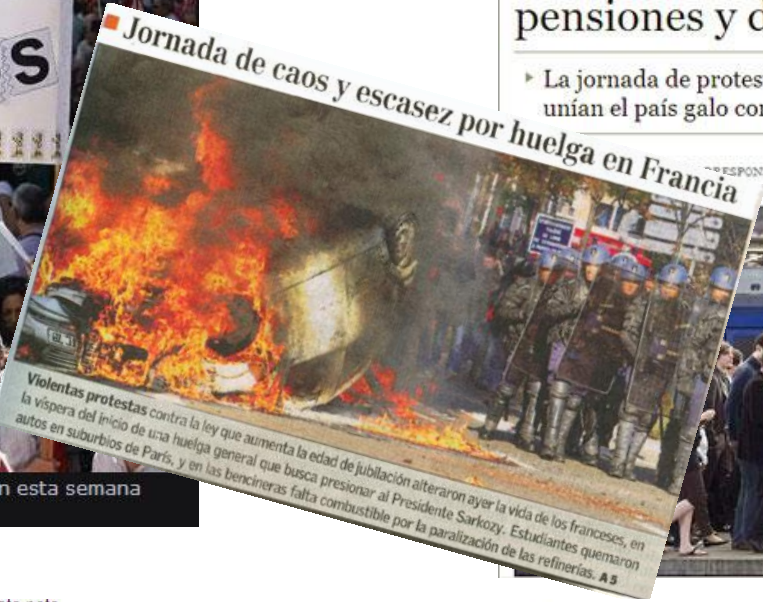 S
pensiones y d
La jornada de protes
unían el país galo co
RESPON
Jornada de caos y escasez por huelga en Francia
Violentas protestas contra la ley que aumenta la edad de jubilación alteraron ayer la vida de los franceses, en
la víspera del inicio de una huelga general que busca presionar al Presidente Sarkozy. Estudiantes quemaron
autos en suburbios de París, y en las bencineras falta combustible por la paralización de las refinerías. A 5
n esta semana